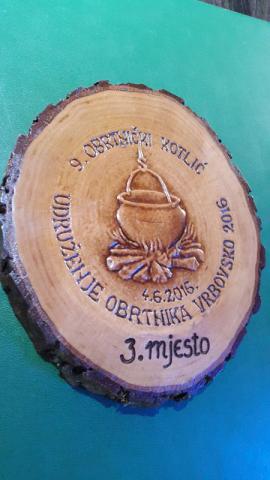 9. OBRTNIČKI KOTLIĆ
UDRUŽENJE OBRTNIKA VRBOVSKO 2016
4.6.2016.
3. mjesto